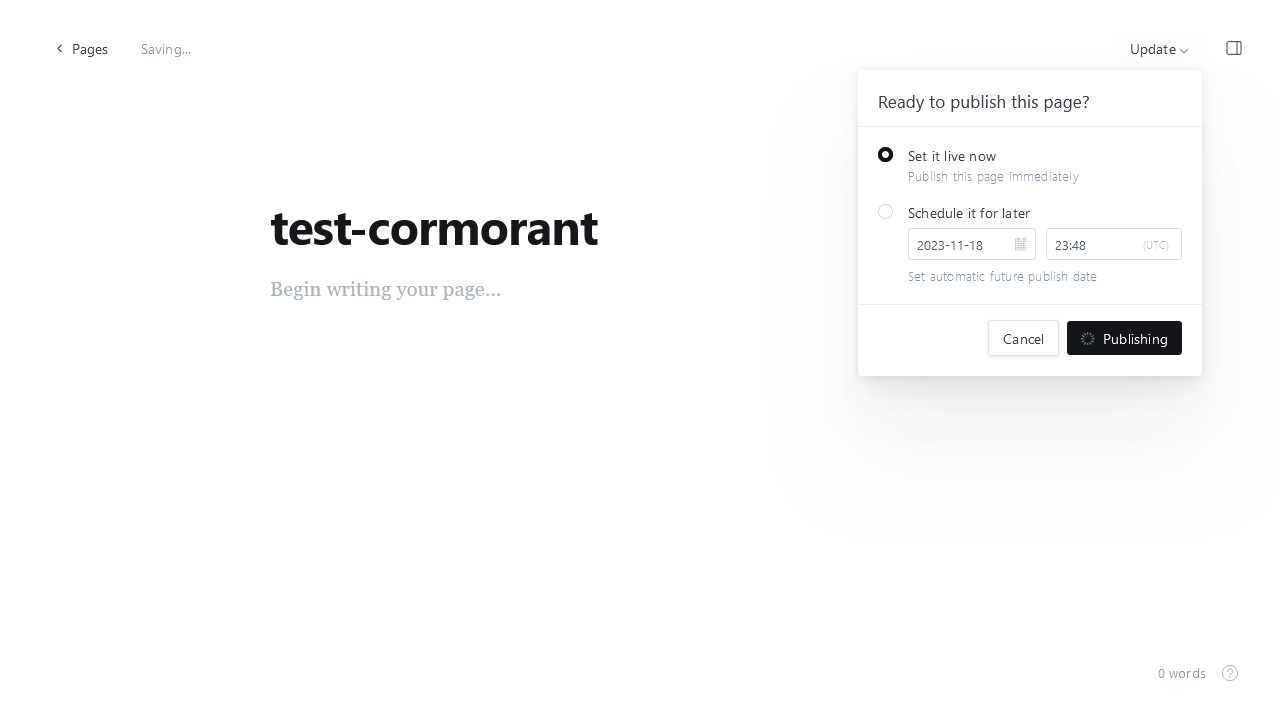 Pages
Saving...
Update
Ready to publish this page?
Set it live now
Publish this page immediately
Schedule it for later
2023-11-18
23:48
(UTC)
Set automatic future publish date
Cancel
Publishing
test-cormorant
Begin writing your page...
0 words
?